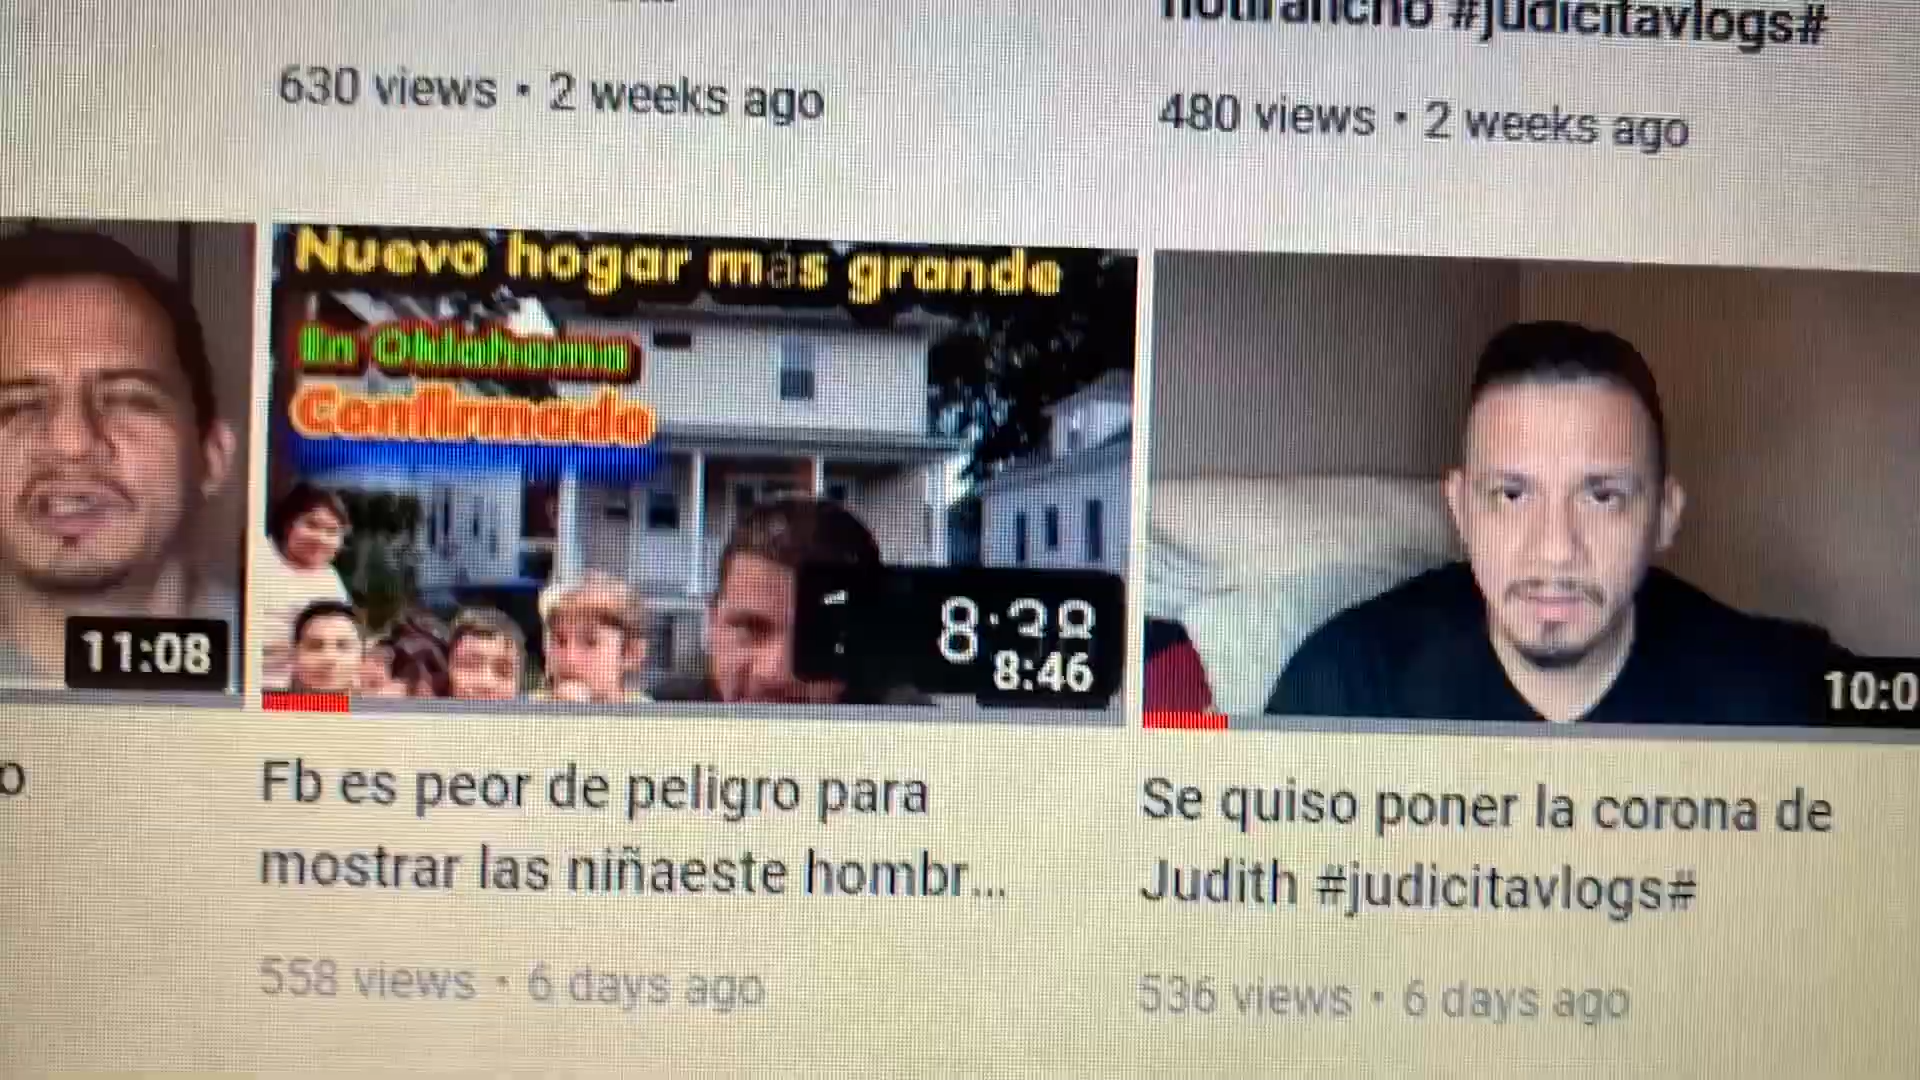 #judicitavlogs#
630 views • 2 weeks ago
480 views • 2 weeks ago
11:08
Nuevo hogar mas grande
In Oklahoma
Confirmado
8:46
10:0
o
Fb es peor de peligro para
mostrar las niñaeste hombr...
558 views • 6 days ago
Se quiso poner la corona de
Judith #judicitavlogs#
536 views • 6 days ago